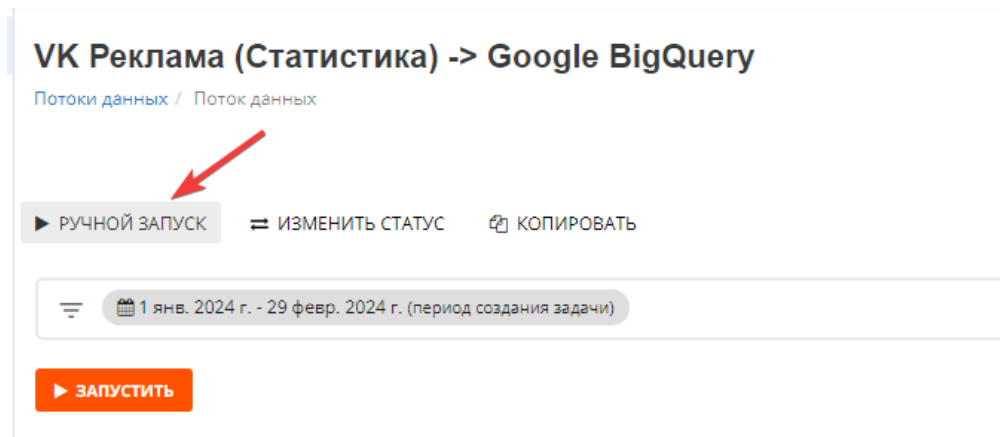 VK Реклама (Статистика) -> Google BigQuery
Потоки данных / Поток данных
РУЧНОЙ ЗАПУСК ИЗМЕНИТЬ СТАТУС КОПИРОВАТЬ
1 янв. 2024 г. - 29 февр. 2024 г. (период создания задачи)
ЗАПУСТИТЬ